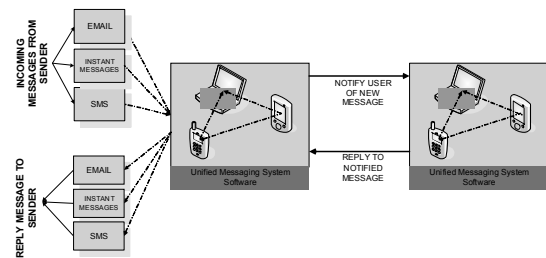 INCOMING
MESSAGES FROM
SENDER
EMAIL
INSTANT
MESSAGES
SMS
REPLY MESSAGE TO
SENDER
EMAIL
INSTANT
MESSAGES
SMS
Unified Messaging System
Software
NOTIFY USER
OF NEW
MESSAGE
REPLY TO
NOTIFIED
MESSAGE
Unified Messaging System
Software